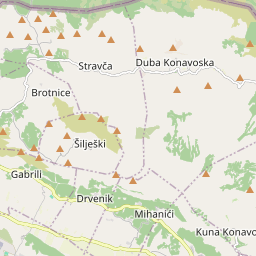 Duba Konavoska
Stravča
Brotnice
Šilješki
Gabrili
Drvenik
Mihanići
Kuna Konavo